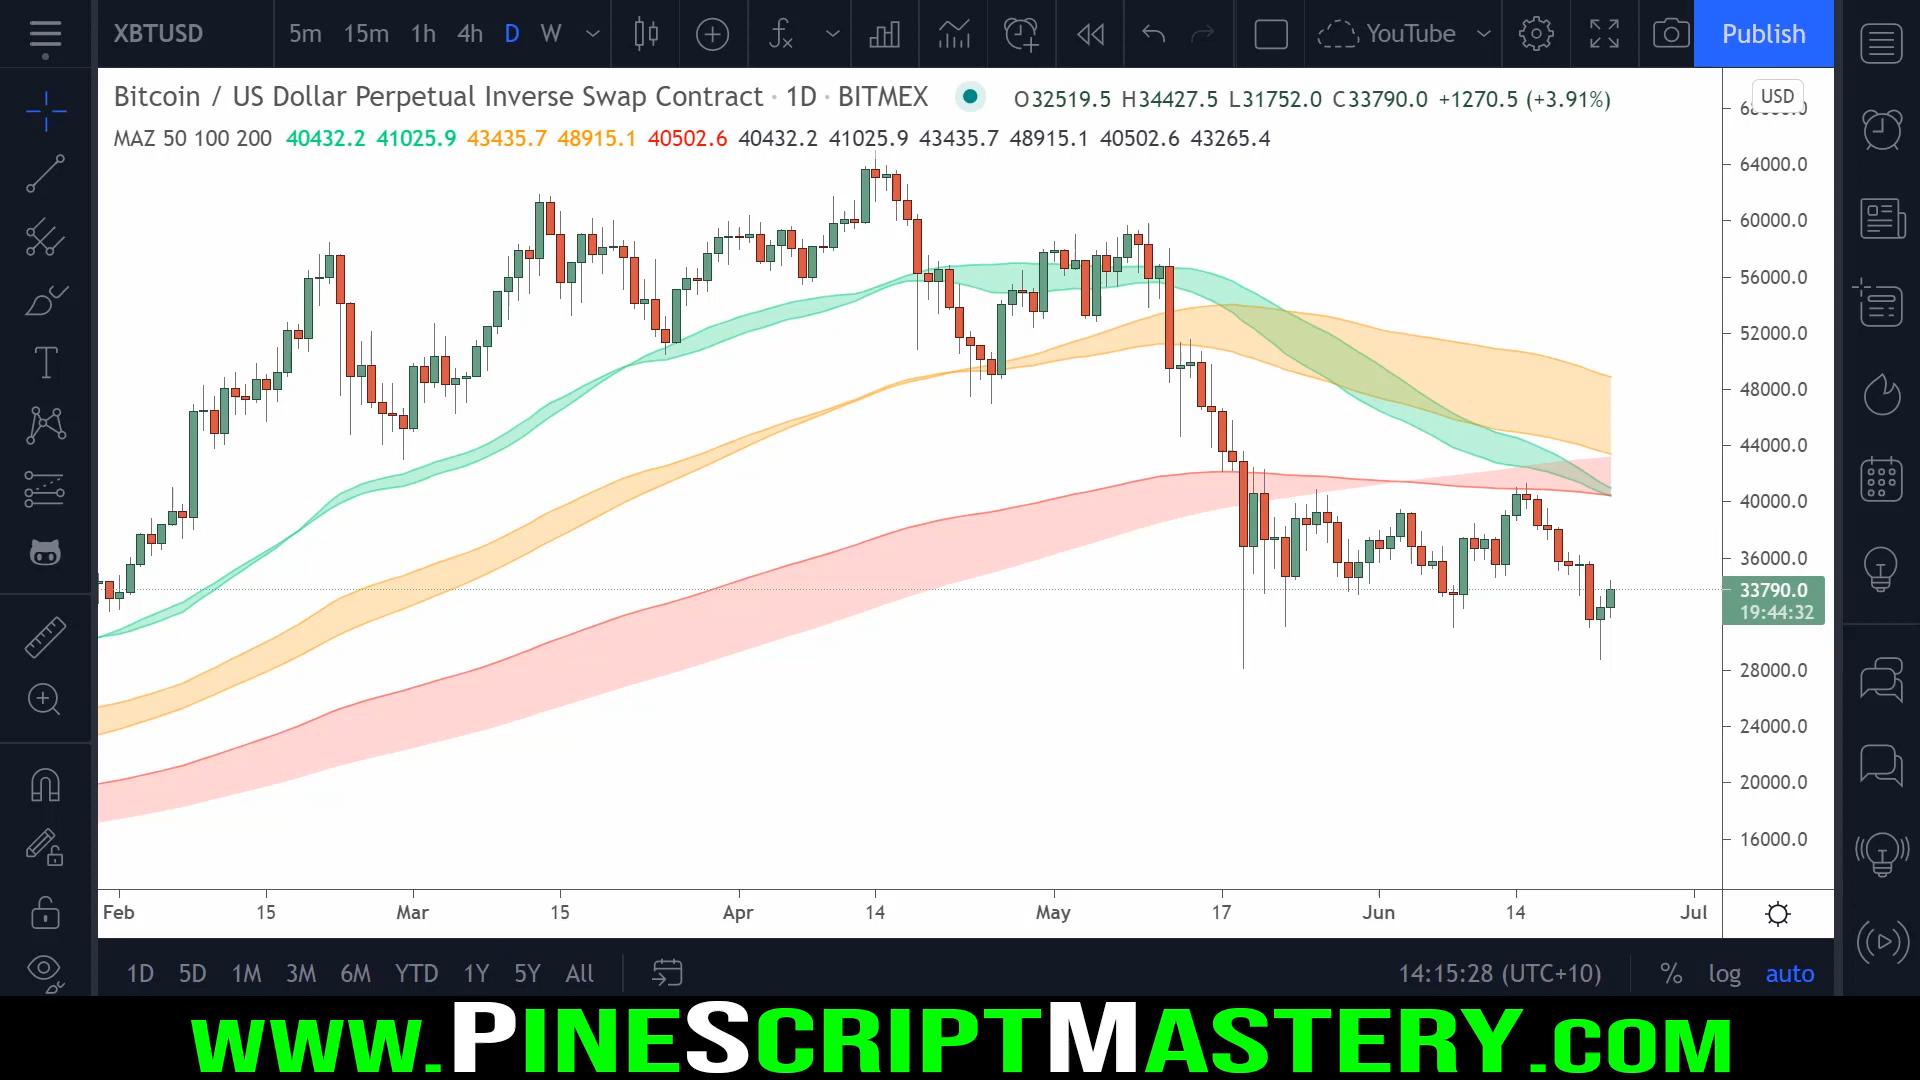 XBTUSD 5m 15m 1h 4h D W YouTube Publish
Bitcoin / US Dollar Perpetual Inverse Swap Contract · 1D · BITMEX O32519.5 H34427.5 L31752.0 C33790.0 +1270.5 (+3.91%)
USD
MAZ 50 100 200 40432.2 41025.9 43435.7 48915.1 40502.6 40432.2 41025.9 43435.7 48915.1 40502.6 43265.4
64000.0
60000.0
56000.0
52000.0
48000.0
44000.0
40000.0
36000.0
33790.0
19:44:32
28000.0
24000.0
20000.0
16000.0
Feb 15 Mar 15 Apr 14 May 17 Jun 14 Jul
1D 5D 1M 3M 6M YTD 1Y 5Y All 14:15:28 (UTC+10) % log auto
www.PineScriptMastery.com